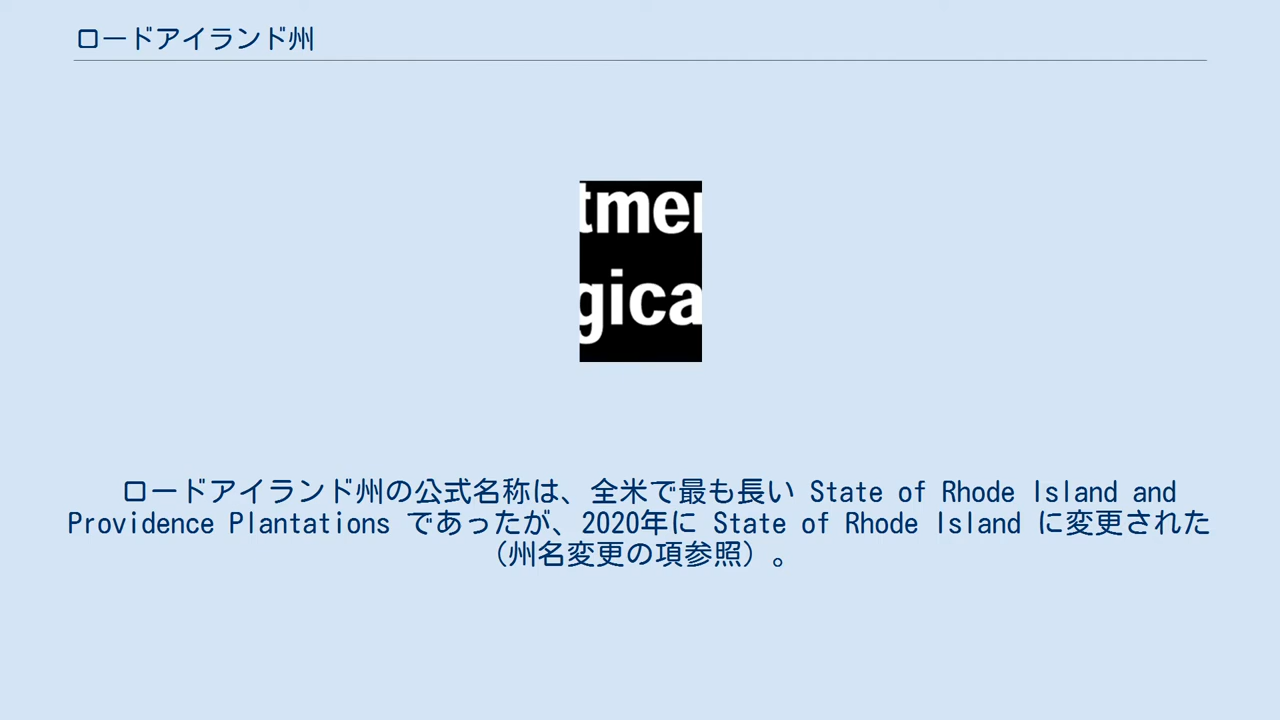 ロードアイランド州
tmer
gica
ロードアイランド州の公式名称は、全米で最も長い State of Rhode Island and
Providence Plantations であったが、2020年に State of Rhode Island に変更された
（州名変更の項参照）。